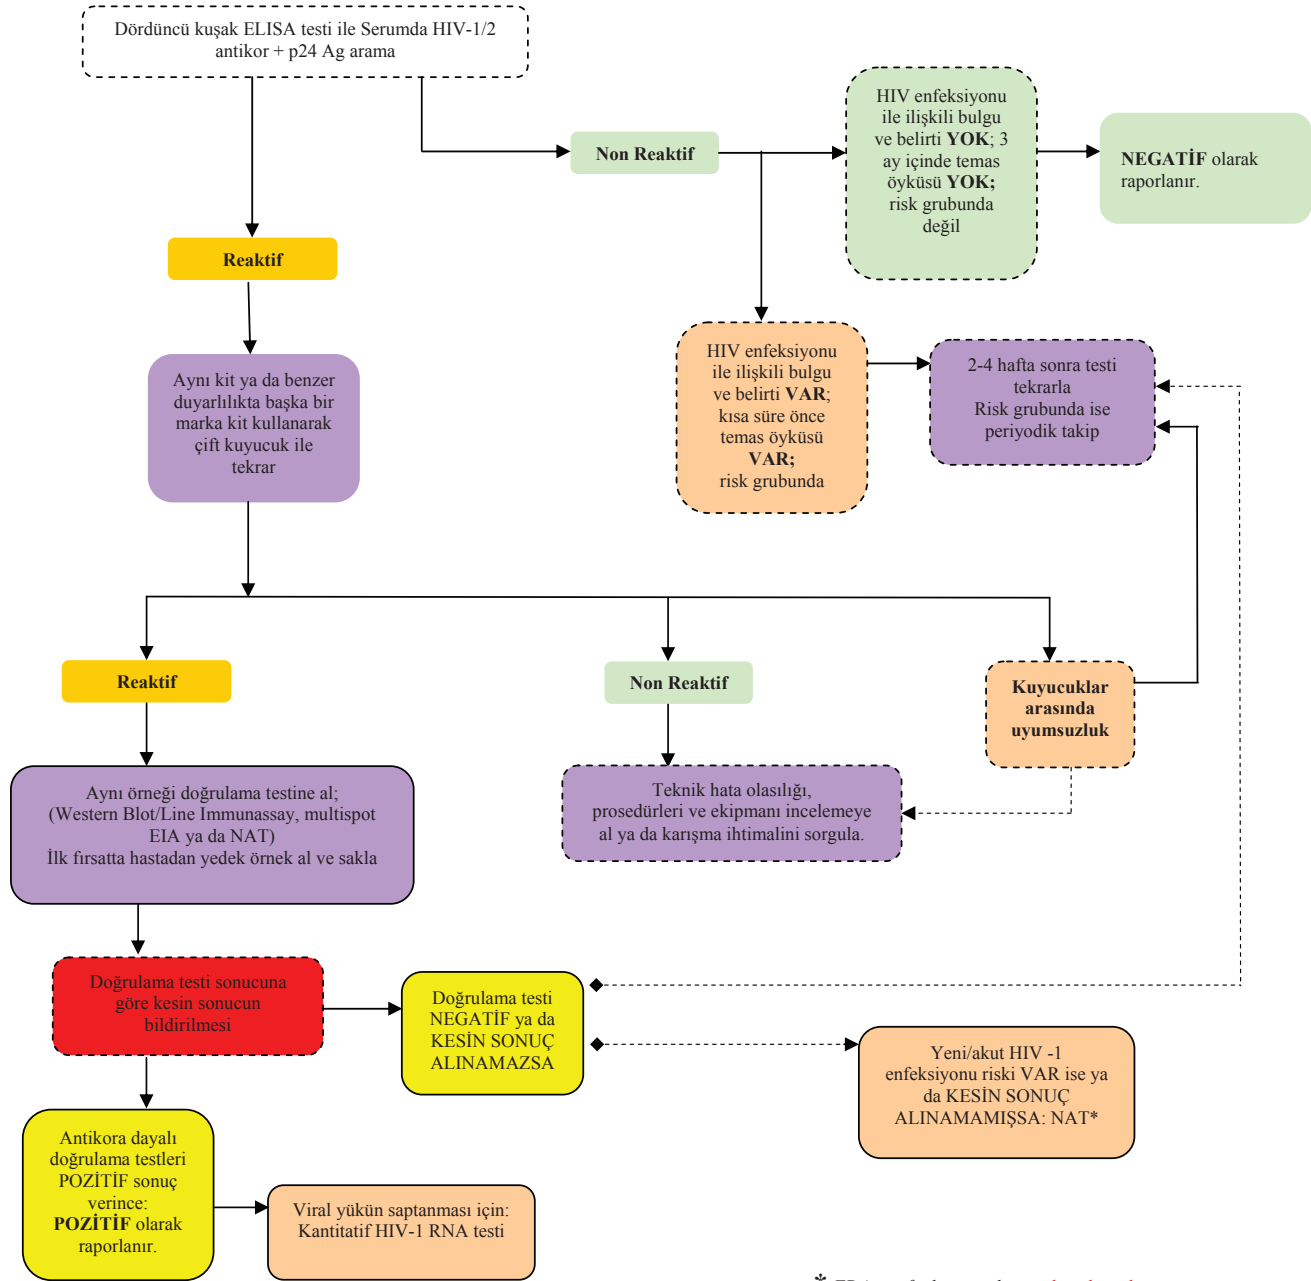 Dördüncü kuşak ELISA testi ile Serumda HIV-1/2
antikor + p24 Ag arama
HIV enfeksiyonu
ile ilişkili bulgu
ve belirti YOK; 3
ay içinde temas
öyküsü YOK;
risk grubunda
değil
Non Reaktif
NEGATİF olarak
raporlanır.
Reaktif
HIV enfeksiyonu
ile ilişkili bulgu
ve belirti VAR;
kısa süre önce
temas öyküsü
VAR;
risk grubunda
2-4 hafta sonra testi
tekrarla
Risk grubunda ise
periyodik takip
Aynı kit ya da benzer
duyarlılıkta başka bir
marka kit kullanarak
çift kuyucuk ile
tekrar
Reaktif
Non Reaktif
Kuyucuklar
arasında
uyumsuzluk
Aynı örneği doğrulama testine al;
(Western Blot/Line Immunassay, multispot
EIA ya da NAT)
İlk fırsatta hastadan yedek örnek al ve sakla
Teknik hata olasılığı,
prosedürleri ve ekipmanı incelemeye
al ya da karışma ihtimalini sorgula.
Doğrulama testi sonucuna
göre kesin sonucun
bildirilmesi
Doğrulama testi
NEGATİF ya da
KESİN SONUÇ
ALINAMAZSA
Yeni/akut HIV -1
enfeksiyonu riski VAR ise ya
da KESİN SONUÇ
ALINAMAMIŞSA: NAT*
Antikora dayalı
doğrulama testleri
POZİTİF sonuç
verince:
POZİTİF olarak
raporlanır.
Viral yükün saptanması için:
Kantitatif HIV-1 RNA testi
*